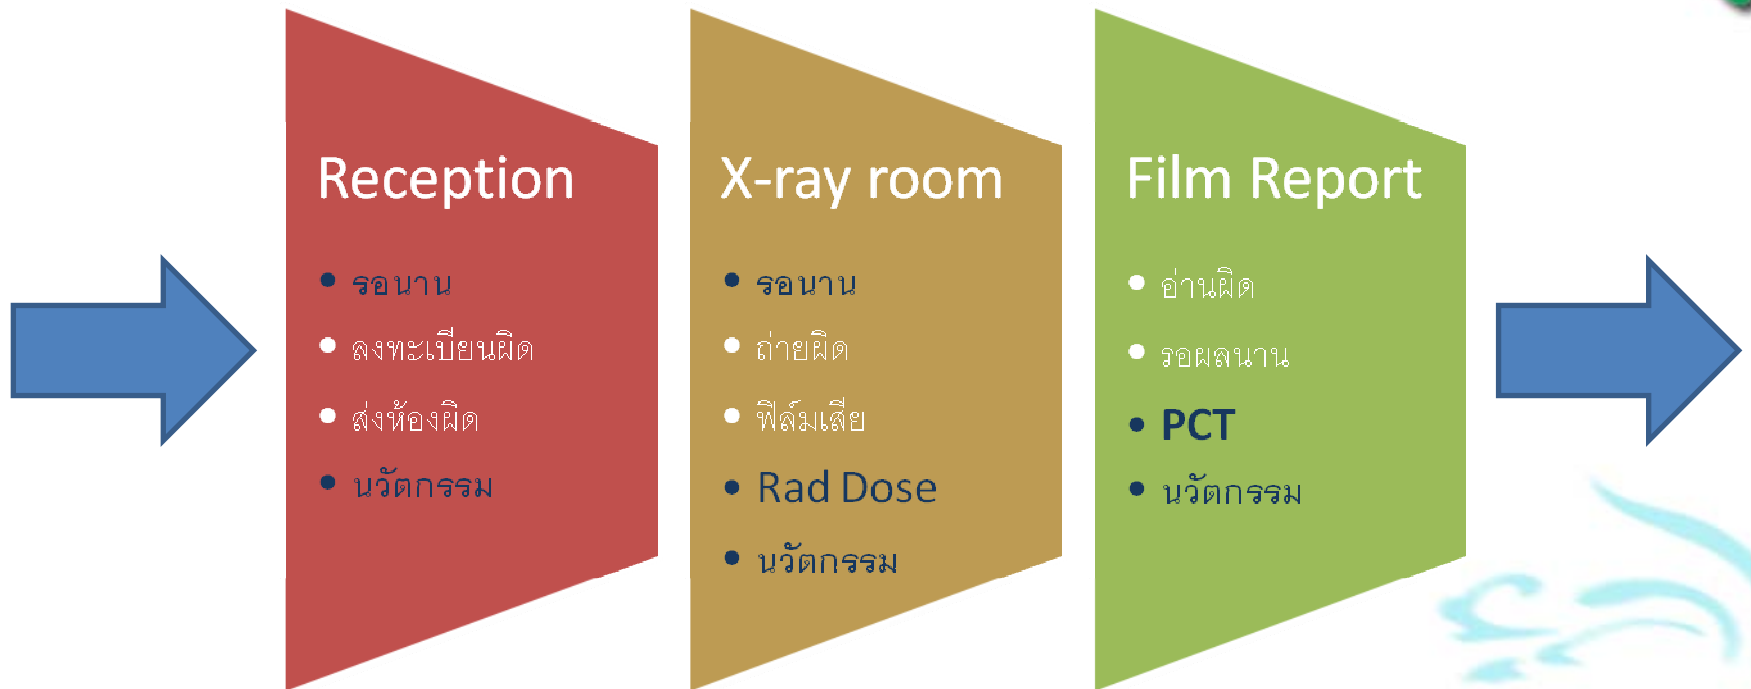 Reception
• รอนาน
• ลงทะเบียนผิด
• ส่งห้องผิด
• นวัตกรรม
X-ray room
• รอนาน
• ถ่ายผิด
• ฟิล์มเสีย
• Rad Dose
• นวัตกรรม
Film Report
• อ่านผิด
• รอผลนาน
• PCT
• นวัตกรรม